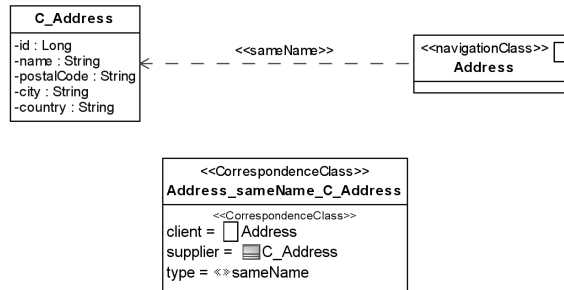 C_Address
-id : Long
-name : String
-postalCode : String
-city : String
-country : String
<<sameName>>
<<navigationClass>>
Address
<<CorrespondenceClass>>
Address_sameName_C_Address
<<CorrespondenceClass>>
client = Address
supplier = C_Address
type = «» sameName